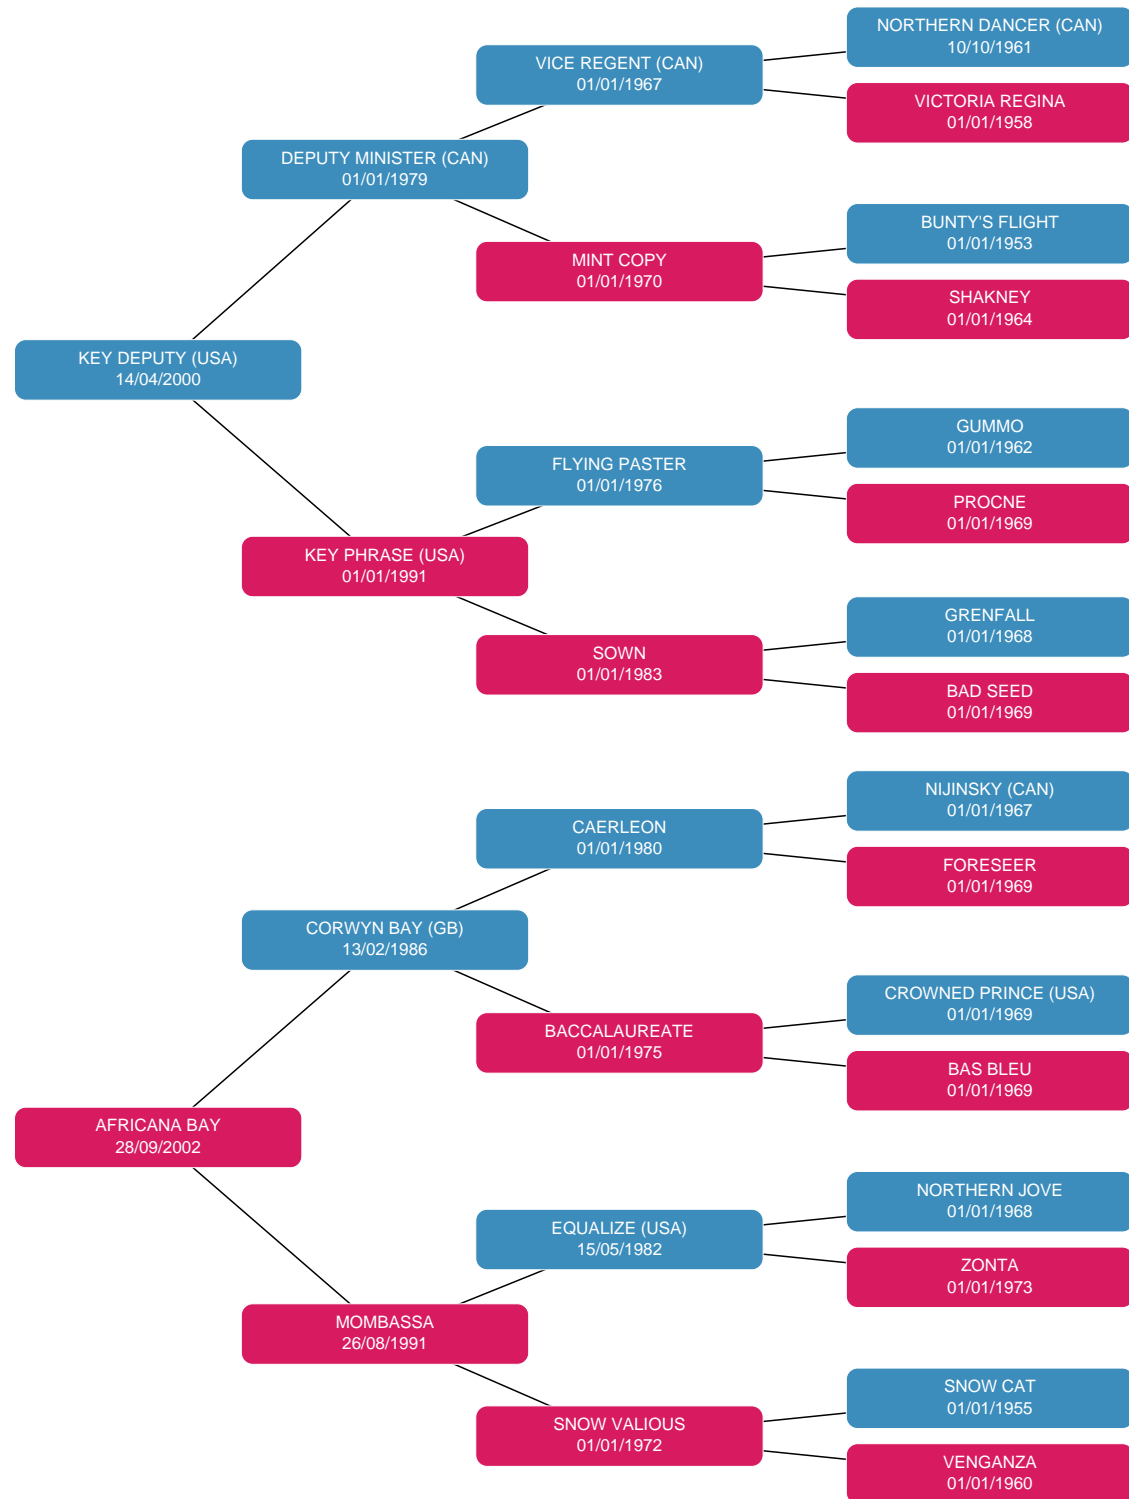 NORTHERN DANCER (CAN)
10/10/1961
VICE REGENT (CAN)
01/01/1967
VICTORIA REGINA
01/01/1958
DEPUTY MINISTER (CAN)
01/01/1979
BUNTY'S FLIGHT
01/01/1953
MINT COPY
01/01/1970
SHAKNEY
01/01/1964
KEY DEPUTY (USA)
14/04/2000
GUMMO
01/01/1962
FLYING PASTER
01/01/1976
PROCNE
01/01/1969
KEY PHRASE (USA)
01/01/1991
GRENFALL
01/01/1968
SOWN
01/01/1983
BAD SEED
01/01/1969
NIJINSKY (CAN)
01/01/1967
CAERLEON
01/01/1980
FORESEER
01/01/1969
CORWYN BAY (GB)
13/02/1986
CROWNED PRINCE (USA)
01/01/1969
BACCALAUREATE
01/01/1975
BAS BLEU
01/01/1969
AFRICANA BAY
28/09/2002
NORTHERN JOVE
01/01/1968
EQUALIZE (USA)
15/05/1982
ZONTA
01/01/1973
MOMBASSA
26/08/1991
SNOW CAT
01/01/1955
SNOW VALIOUS
01/01/1972
VENGANZA
01/01/1960